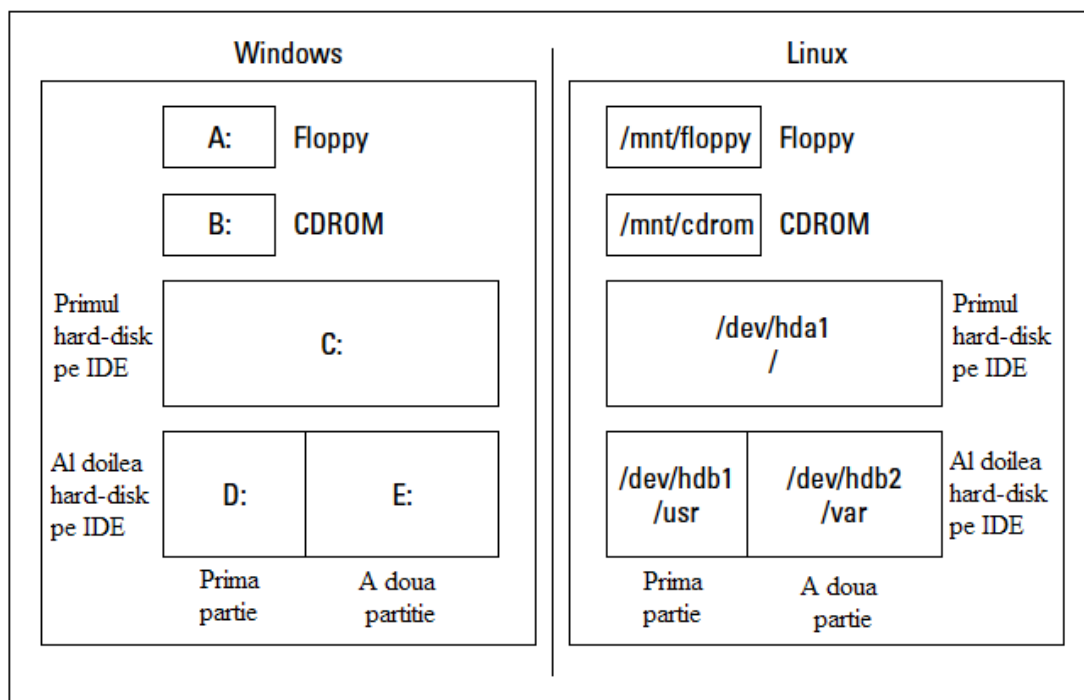 Windows
A: Floppy
B: CDROM
Primul
hard-disk
pe IDE
C:
Al doilea
hard-disk
pe IDE
D:
E:
Prima
partie
A doua
partitie
Linux
/mnt/floppy Floppy
/mnt/cdrom CDROM
/dev/hda1
/
Primul
hard-disk
pe IDE
/dev/hdb1
/usr
/dev/hdb2
/var
Al doilea
hard-disk
pe IDE
Prima
partie
A doua
partie